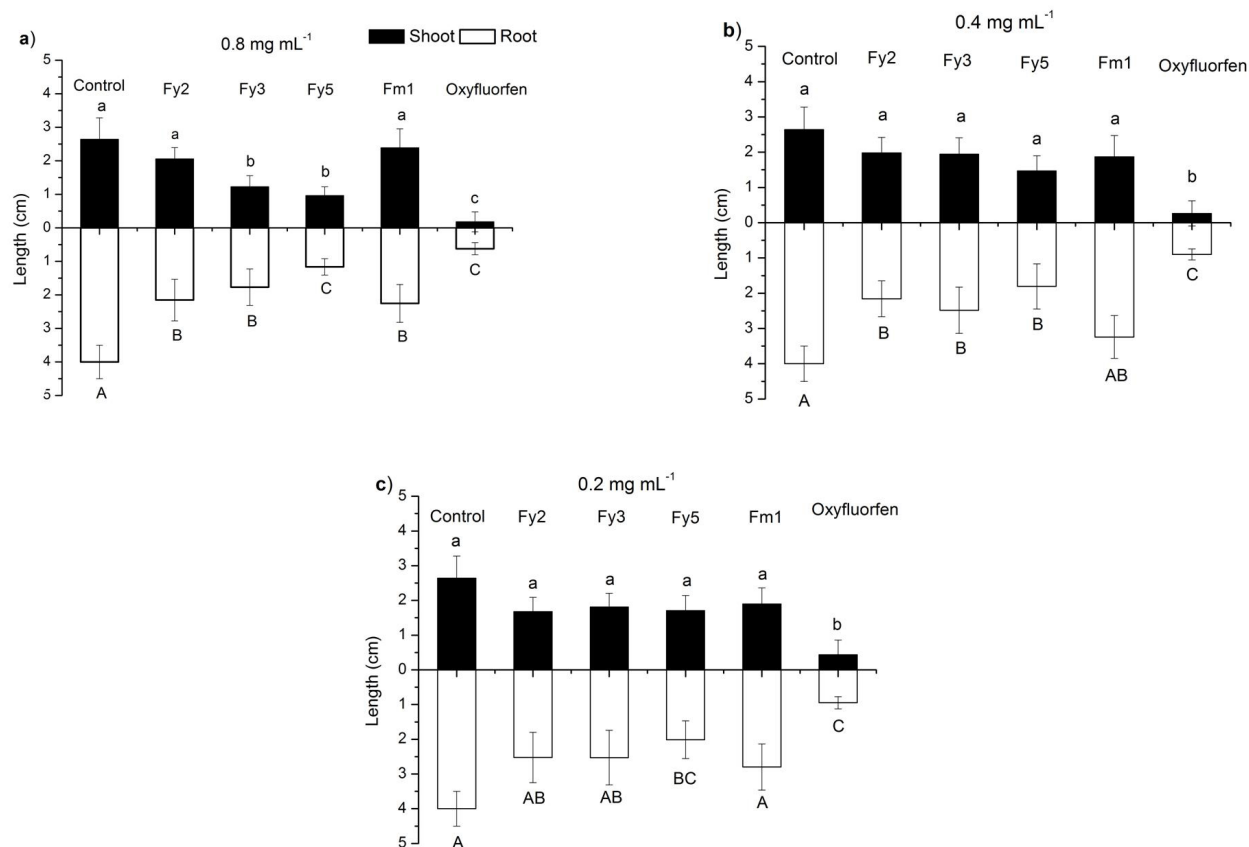 a) 0.8 mg mL⁻¹ Shoot Root
Control Fy2 Fy3 Fy5 Fm1 Oxyfluorfen
a a b b a c
5
4
3
2
1
0
1
2
3
4
5
Length (cm)
A B B C B C
b) 0.4 mg mL⁻¹
Control Fy2 Fy3 Fy5 Fm1 Oxyfluorfen
a a a a a b
5
4
3
2
1
0
1
2
3
4
5
Length (cm)
A B B B AB C
c) 0.2 mg mL⁻¹
Control Fy2 Fy3 Fy5 Fm1 Oxyfluorfen
a a a a a b
5
4
3
2
1
0
1
2
3
4
5
Length (cm)
A AB AB BC A C